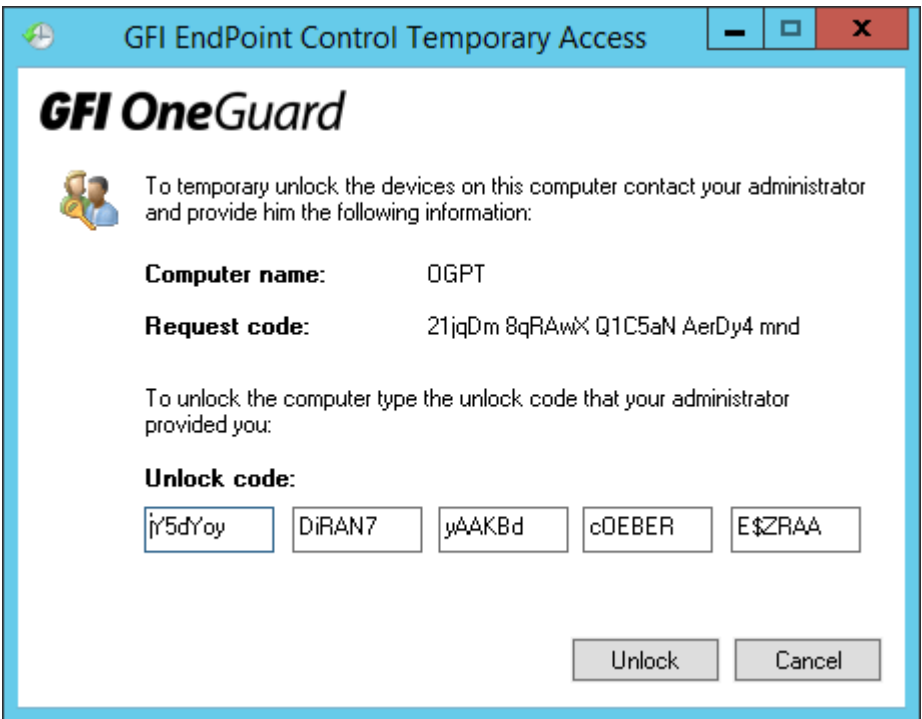 GFI EndPoint Control Temporary Access
GFI OneGuard
To temporary unlock the devices on this computer contact your administrator
and provide him the following information:
Computer name: OGPT
Request code: 21jqDm 8qRAwX Q1C5aN AerDy4 mnd
To unlock the computer type the unlock code that your administrator
provided you:
Unlock code:
jY5dYoy DiRAN7 yAAKBd cOEBER E$ZRAA
Unlock Cancel